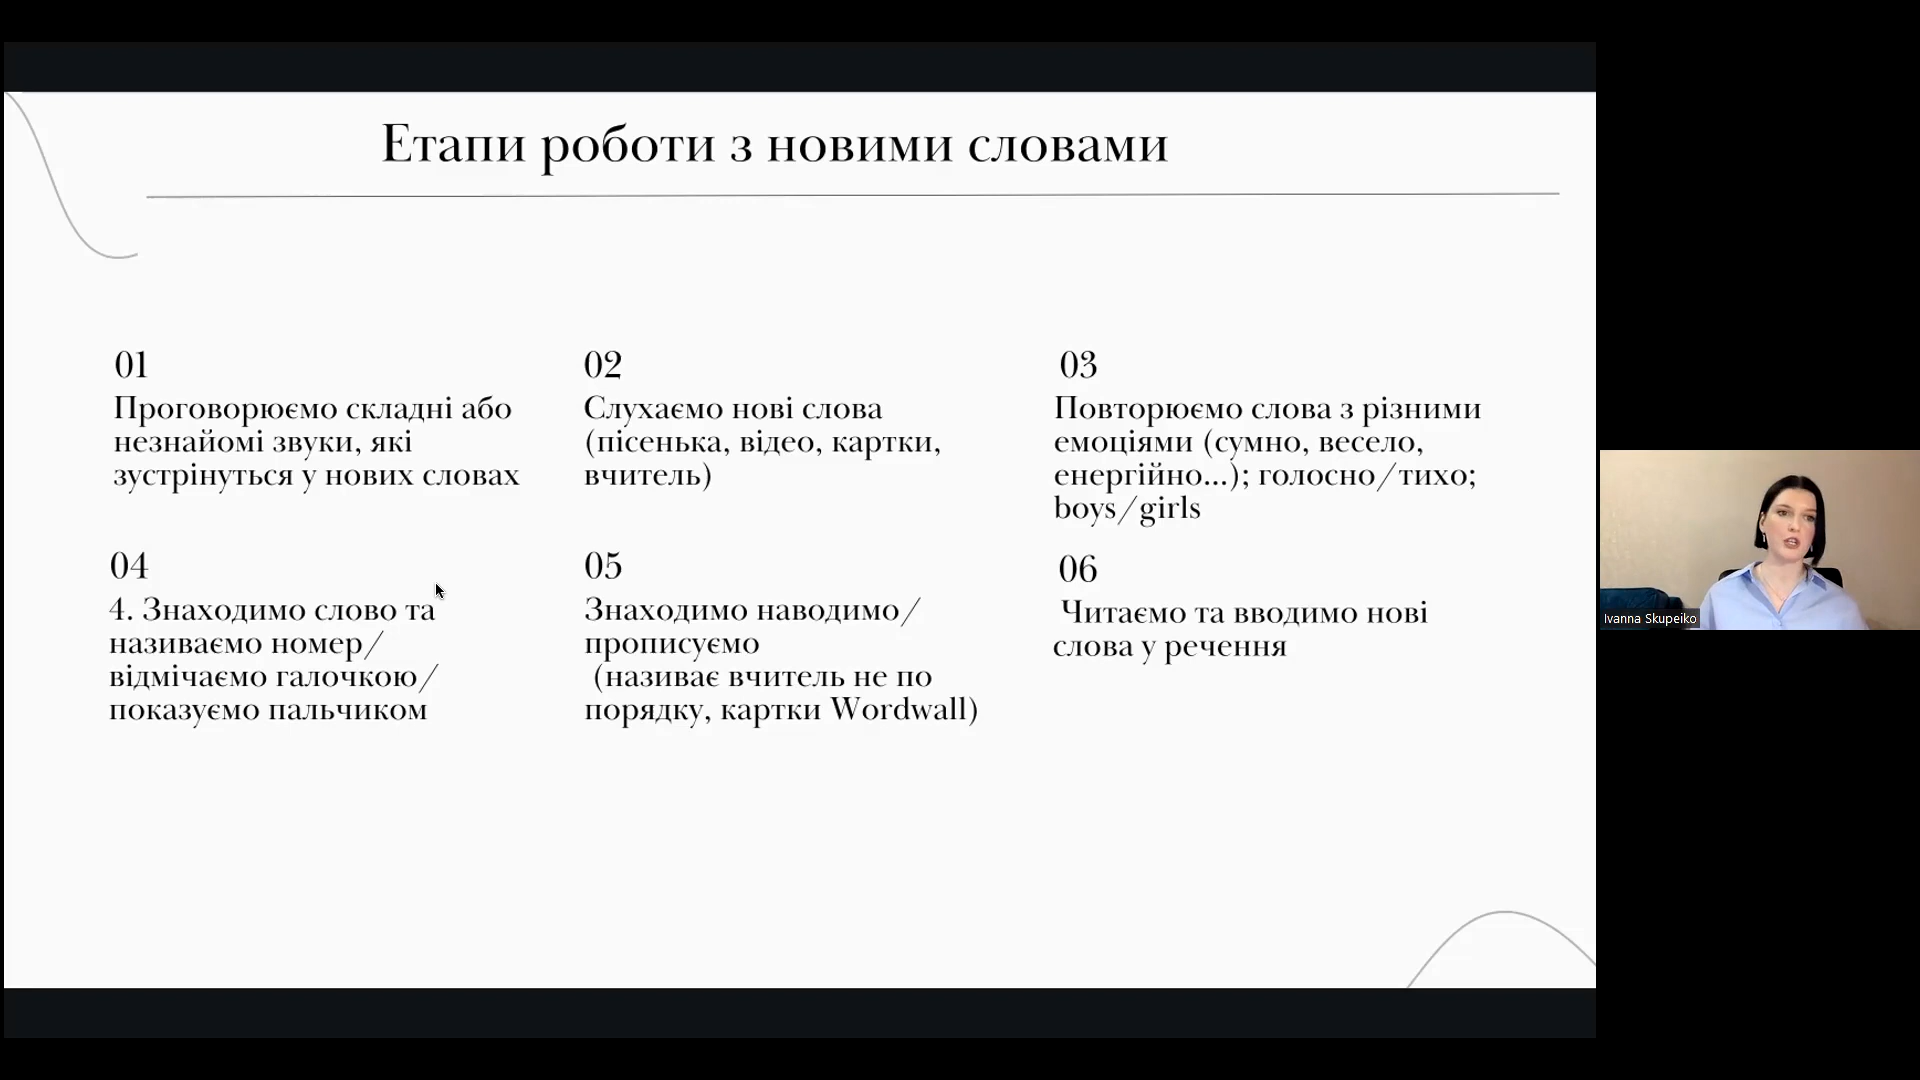 Етапи роботи з новими словами
01
Проговорюємо складні або
незнайомі звуки, які
зустрінуться у нових словах
02
Слухаємо нові слова
(пісенька, відео, картки,
вчитель)
03
Повторюємо слова з різними
емоціями (сумно, весело,
енергійно...); голосно/тихо;
boys/girls
04
4. Знаходимо слово та
називаємо номер/
відмічаємо галочкою/
показуємо пальчиком
05
Знаходимо наводимо/
прописуємо
(називає вчитель не по
порядку, картки Wordwall)
06
Читаємо та вводимо нові
слова у речення
Ivanna Skupeiko